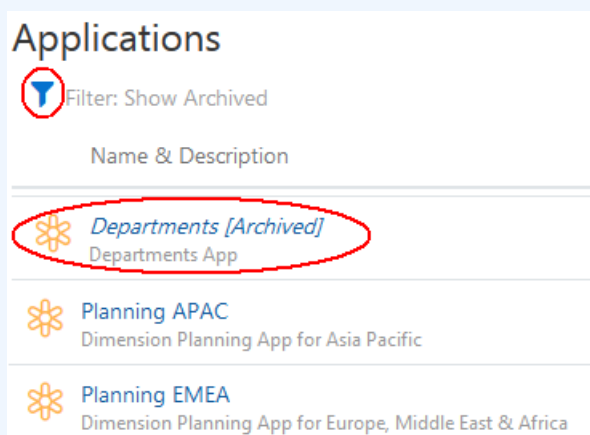 Applications
Filter: Show Archived
Name & Description
Departments [Archived]
Departments App
Planning APAC
Dimension Planning App for Asia Pacific
Planning EMEA
Dimension Planning App for Europe, Middle East & Africa